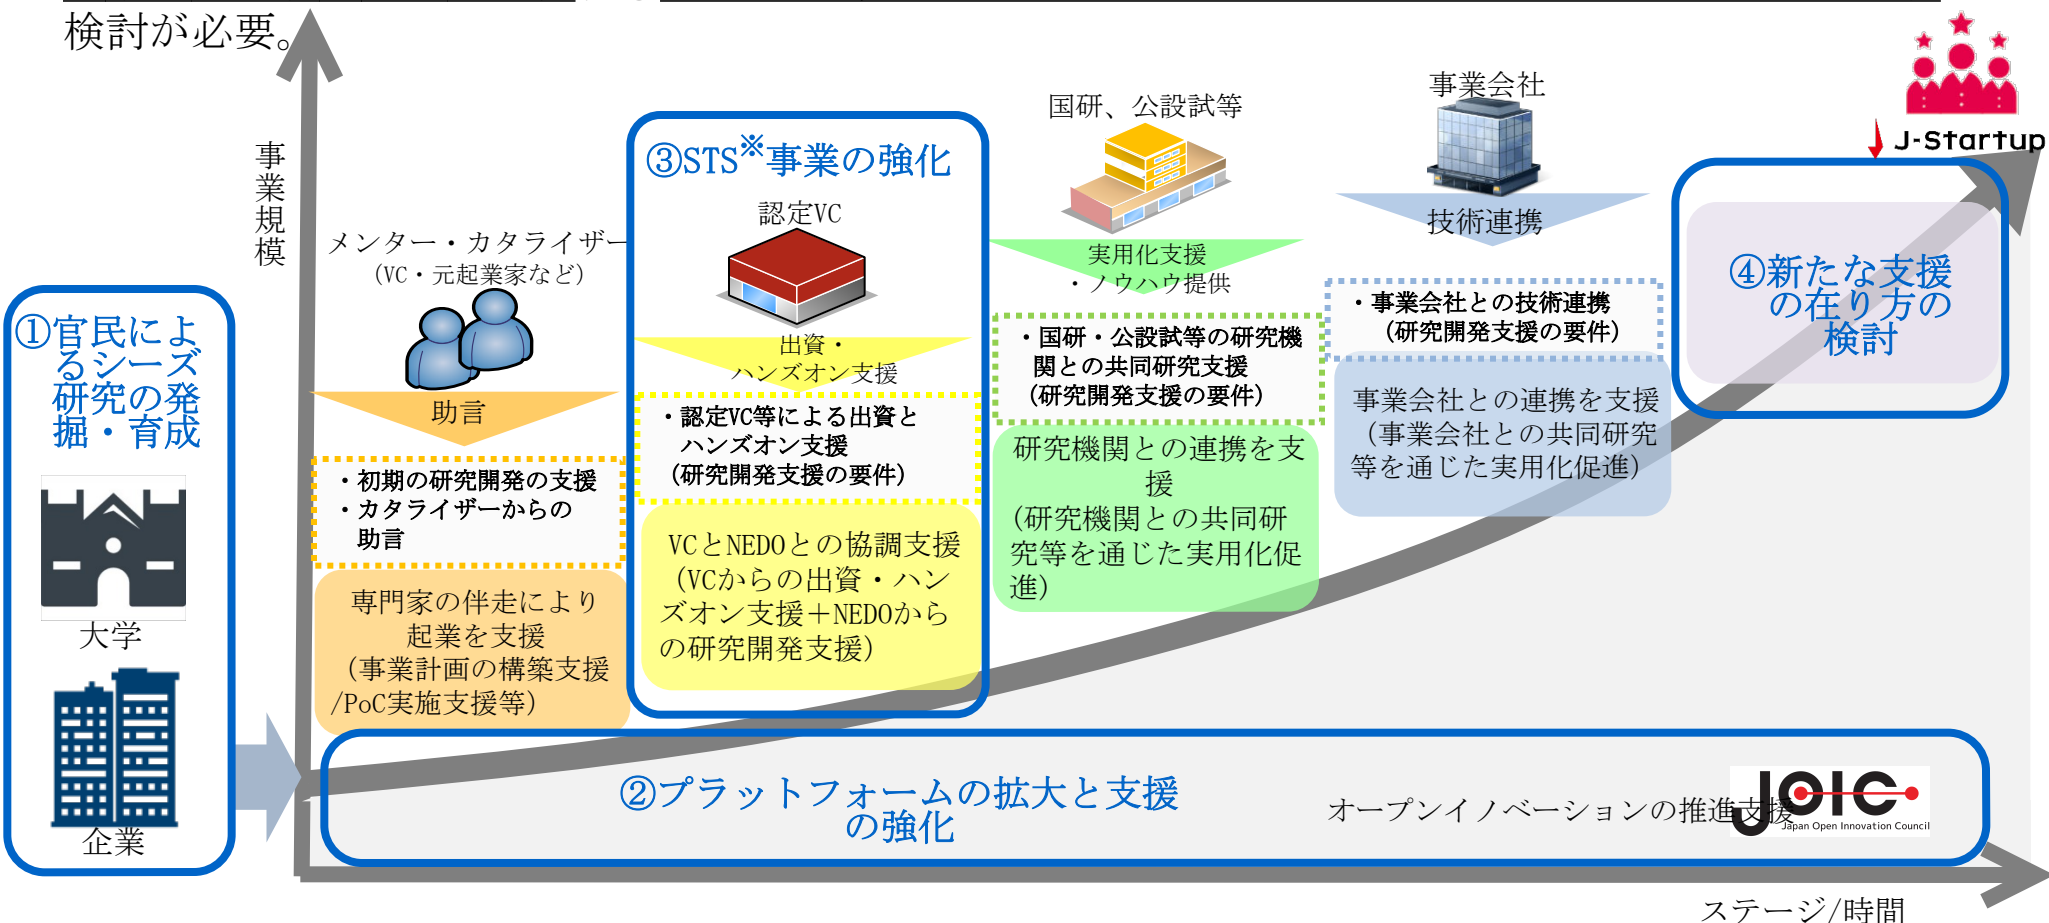 検討が必要。
事業規模
①官民によ
るシーズ
研究の発
掘・育成
大学
企業
メンター・カタライザー
(VC・元起業家など)
助言
・初期の研究開発の支援
・カタライザーからの
助言
専門家の伴走により
起業を支援
(事業計画の構築支援
/PoC実施支援等)
③STS※事業の強化
認定VC
出資・
ハンズオン支援
・認定VC等による出資と
ハンズオン支援
(研究開発支援の要件)
VCとNEDOとの協調支援
(VCからの出資・ハン
ズオン支援＋NEDOから
の研究開発支援)
国研、公設試等
実用化支援
・ノウハウ提供
・国研・公設試等の研究機
関との共同研究支援
(研究開発支援の要件)
研究機関との連携を支
援
(研究機関との共同研
究等を通じた実用化促
進)
事業会社
技術連携
・事業会社との技術連携
(研究開発支援の要件)
事業会社との連携を支援
(事業会社との共同研究
等を通じた実用化促進)
J-Startup
④新たな支援
の在り方の
検討
②プラットフォームの拡大と支援
の強化
オープンイノベーションの推進支援
JOIC
Japan Open Innovation Council
ステージ/時間